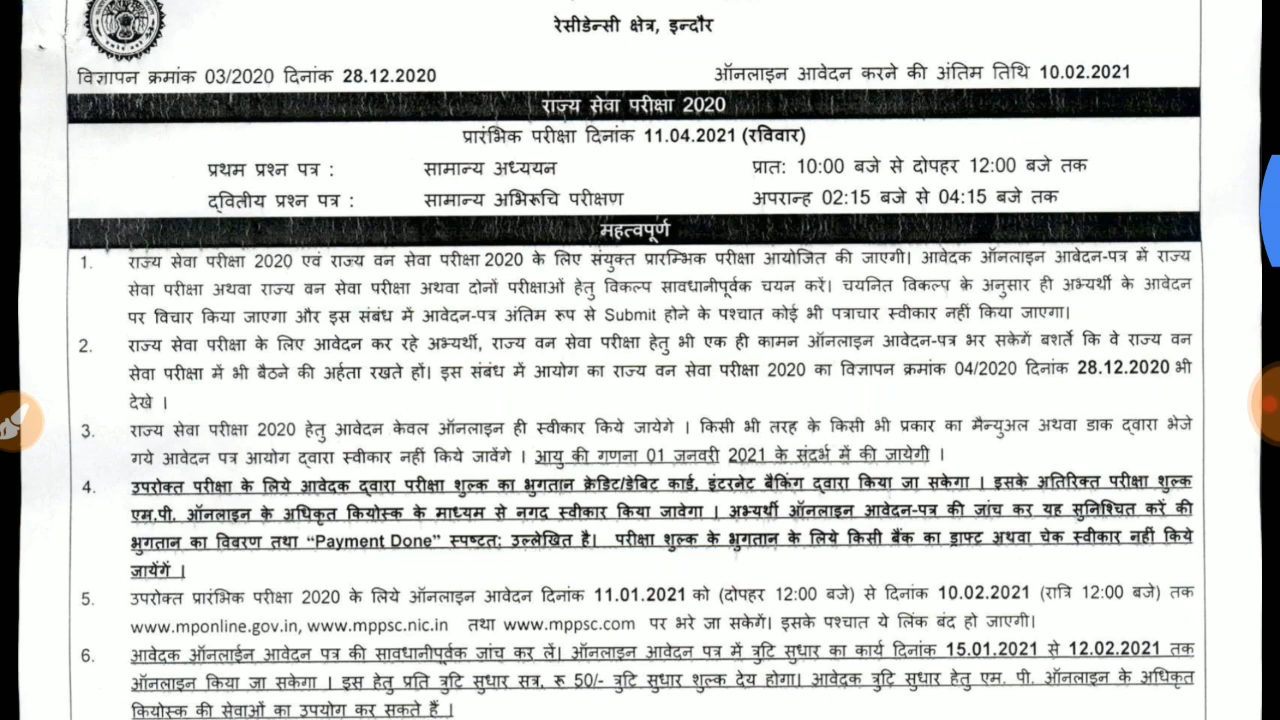 रेसीडेन्सी क्षेत्र, इन्दौर
विज्ञापन क्रमांक 03/2020 दिनांक 28.12.2020 ऑनलाइन आवेदन करने की अंतिम तिथि 10.02.2021
राज्य सेवा परीक्षा 2020
प्रारंभिक परीक्षा दिनांक 11.04.2021 (रविवार)
प्रथम प्रश्न पत्र : सामान्य अध्ययन प्रात: 10:00 बजे से दोपहर 12:00 बजे तक
द्वितीय प्रश्न पत्र : सामान्य अभिरूचि परीक्षण अपरान्ह 02:15 बजे से 04:15 बजे तक
महत्वपूर्ण
1. राज्य सेवा परीक्षा 2020 एवं राज्य वन सेवा परीक्षा 2020 के लिए संयुक्त प्रारम्भिक परीक्षा आयोजित की जाएगी। आवेदक ऑनलाइन आबेदन-पत्र में राज्य
सेवा परीक्षा अथवा राज्य वन सेवा परीक्षा अथवा दोनों परीक्षाओं हेतु विकल्प सावधानीपूर्वक चयन करें। चयनित विकल्प के अनुसार ही अभ्यर्थी के आवेदन
पर विचार किया जाएगा और इस संबंध में आवेदन-पत्र अंतिम रूप से Submit होने के पश्चात कोई भी पत्राचार स्वीकार नहीं किया जाएगा।
2. राज्य सेवा परीक्षा के लिए आवेदन कर रहे अभ्यर्थी, राज्य वन सेवा परीक्षा हेतु भी एक ही कामन ऑनलाइन आवेदन-पत्र भर सकेगें बशर्ते कि वे राज्य वन
सेवा परीक्षा में भी बैठने की अर्हता रखते हों। इस संबंध में आयोग का राज्य वन सेवा परीक्षा 2020 का विज्ञापन क्रमांक 04/2020 दिनांक 28.12.2020 भी
देखे ।
3. राज्य सेवा परीक्षा 2020 हेतु आवेदन केवल ऑनलाइन ही स्वीकार किये जायेगे । किसी भी तरह के किसी भी प्रकार का मैन्युअल अथवा डाक द्वारा भेजे
गये आवेदन पत्र आयोग द्वारा स्वीकार नहीं किये जावेंगे । आयु की गणना 01 जनवरी 2021 के संदर्भ में की जायेगी ।
4. उपरोक्त परीक्षा के लिये आवेदक द्वारा परीक्षा शुल्क का भुगतान क्रेडिट/डेबिट कार्ड, इंटरनेट बैकिंग द्वारा किया जा सकेगा । इसके अतिरिक्त परीक्षा शुल्क
एम.पी. ऑनलाइन के अधिकृत कियोस्क के माध्यम से नगद स्वीकार किया जावेगा । अभ्यर्थी ऑनलाइन आवेदन-पत्र की जांच कर यह सुनिश्चित करें की
भुगतान का विबरण तथा “Payment Done” स्पष्टत: उल्लेखित है। परीक्षा शुल्क के भुगतान के लिये किसी बैंक का ड्राफ्ट अथवा चेक स्वीकार नहीं किये
जायेंगें ।
5. उपरोक्त प्रारंभिक परीक्षा 2020 के लिये ऑनलाइन आवेदन दिनांक 11.01.2021 को (दोपहर 12:00 बजे) से दिनांक 10.02.2021 (रात्रि 12:00 बजे) तक
www.mponline.gov.in, www.mppsc.nic.in तथा www.mppsc.com पर भरे जा सकेगें। इसके पश्चात ये लिंक बंद हो जाएगी।
6. आवेदक ऑनलाईन आवेदन पत्र की सावधानीपूर्वक जांच कर लें। ऑनलाइन आवेदन पत्र में त्रुटि सुधार का कार्य दिनांक 15.01.2021 से 12.02.2021 तक
ऑनलाइन किया जा सकेगा । इस हेतु प्रति त्रुटि सुधार सत्र, रू 50/- त्रुटि सुधार शुल्क देय होगा। आवेदक त्रुटि सुधार हेतु एम. पी. ऑनलाइन के अधिकृत
कियोस्क की सेवाओं का उपयोग कर सकते हैं ।